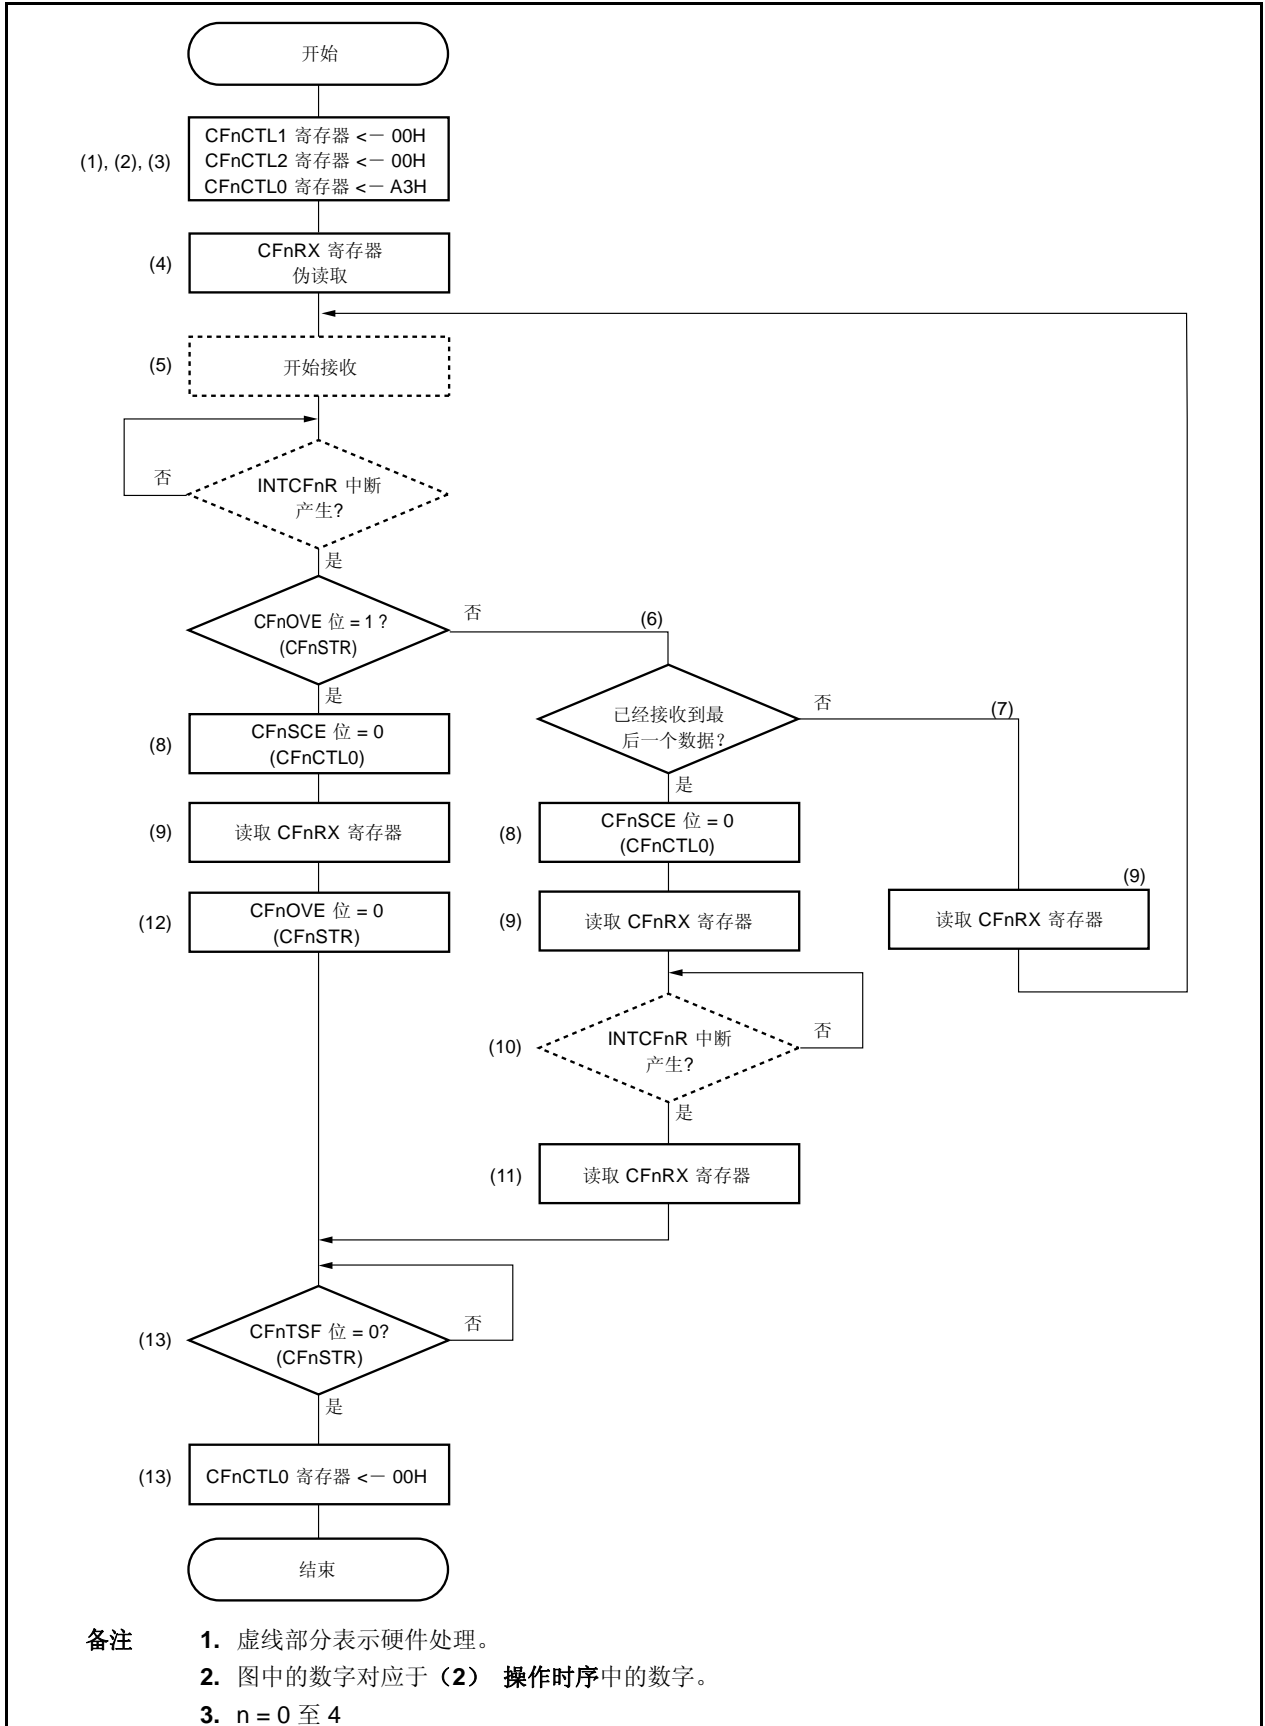 开始
CFnCTL1 寄存器 <－ 00H
(1), (2), (3)
CFnCTL2 寄存器 <－ 00H
CFnCTL0 寄存器 <－ A3H
(4)
CFnRX 寄存器
伪读取
(5)
开始接收
否
INTCFnR 中断
产生?
是
CFnOVE 位 = 1 ?
(CFnSTR)
否
(6)
是
已经接收到最
后一个数据?
否
(7)
是
(8)
CFnSCE 位 = 0
(CFnCTL0)
(9)
读取 CFnRX 寄存器
(8)
CFnSCE 位 = 0
(CFnCTL0)
(12)
CFnOVE 位 = 0
(CFnSTR)
(9)
读取 CFnRX 寄存器
(9)
读取 CFnRX 寄存器
(10)
INTCFnR 中断
产生?
否
是
(11)
读取 CFnRX 寄存器
(13)
CFnTSF 位 = 0?
(CFnSTR)
否
是
(13)
CFnCTL0 寄存器 <－ 00H
结束
备注 1. 虚线部分表示硬件处理。
2. 图中的数字对应于（2） 操作时序中的数字。
3. n = 0 至 4